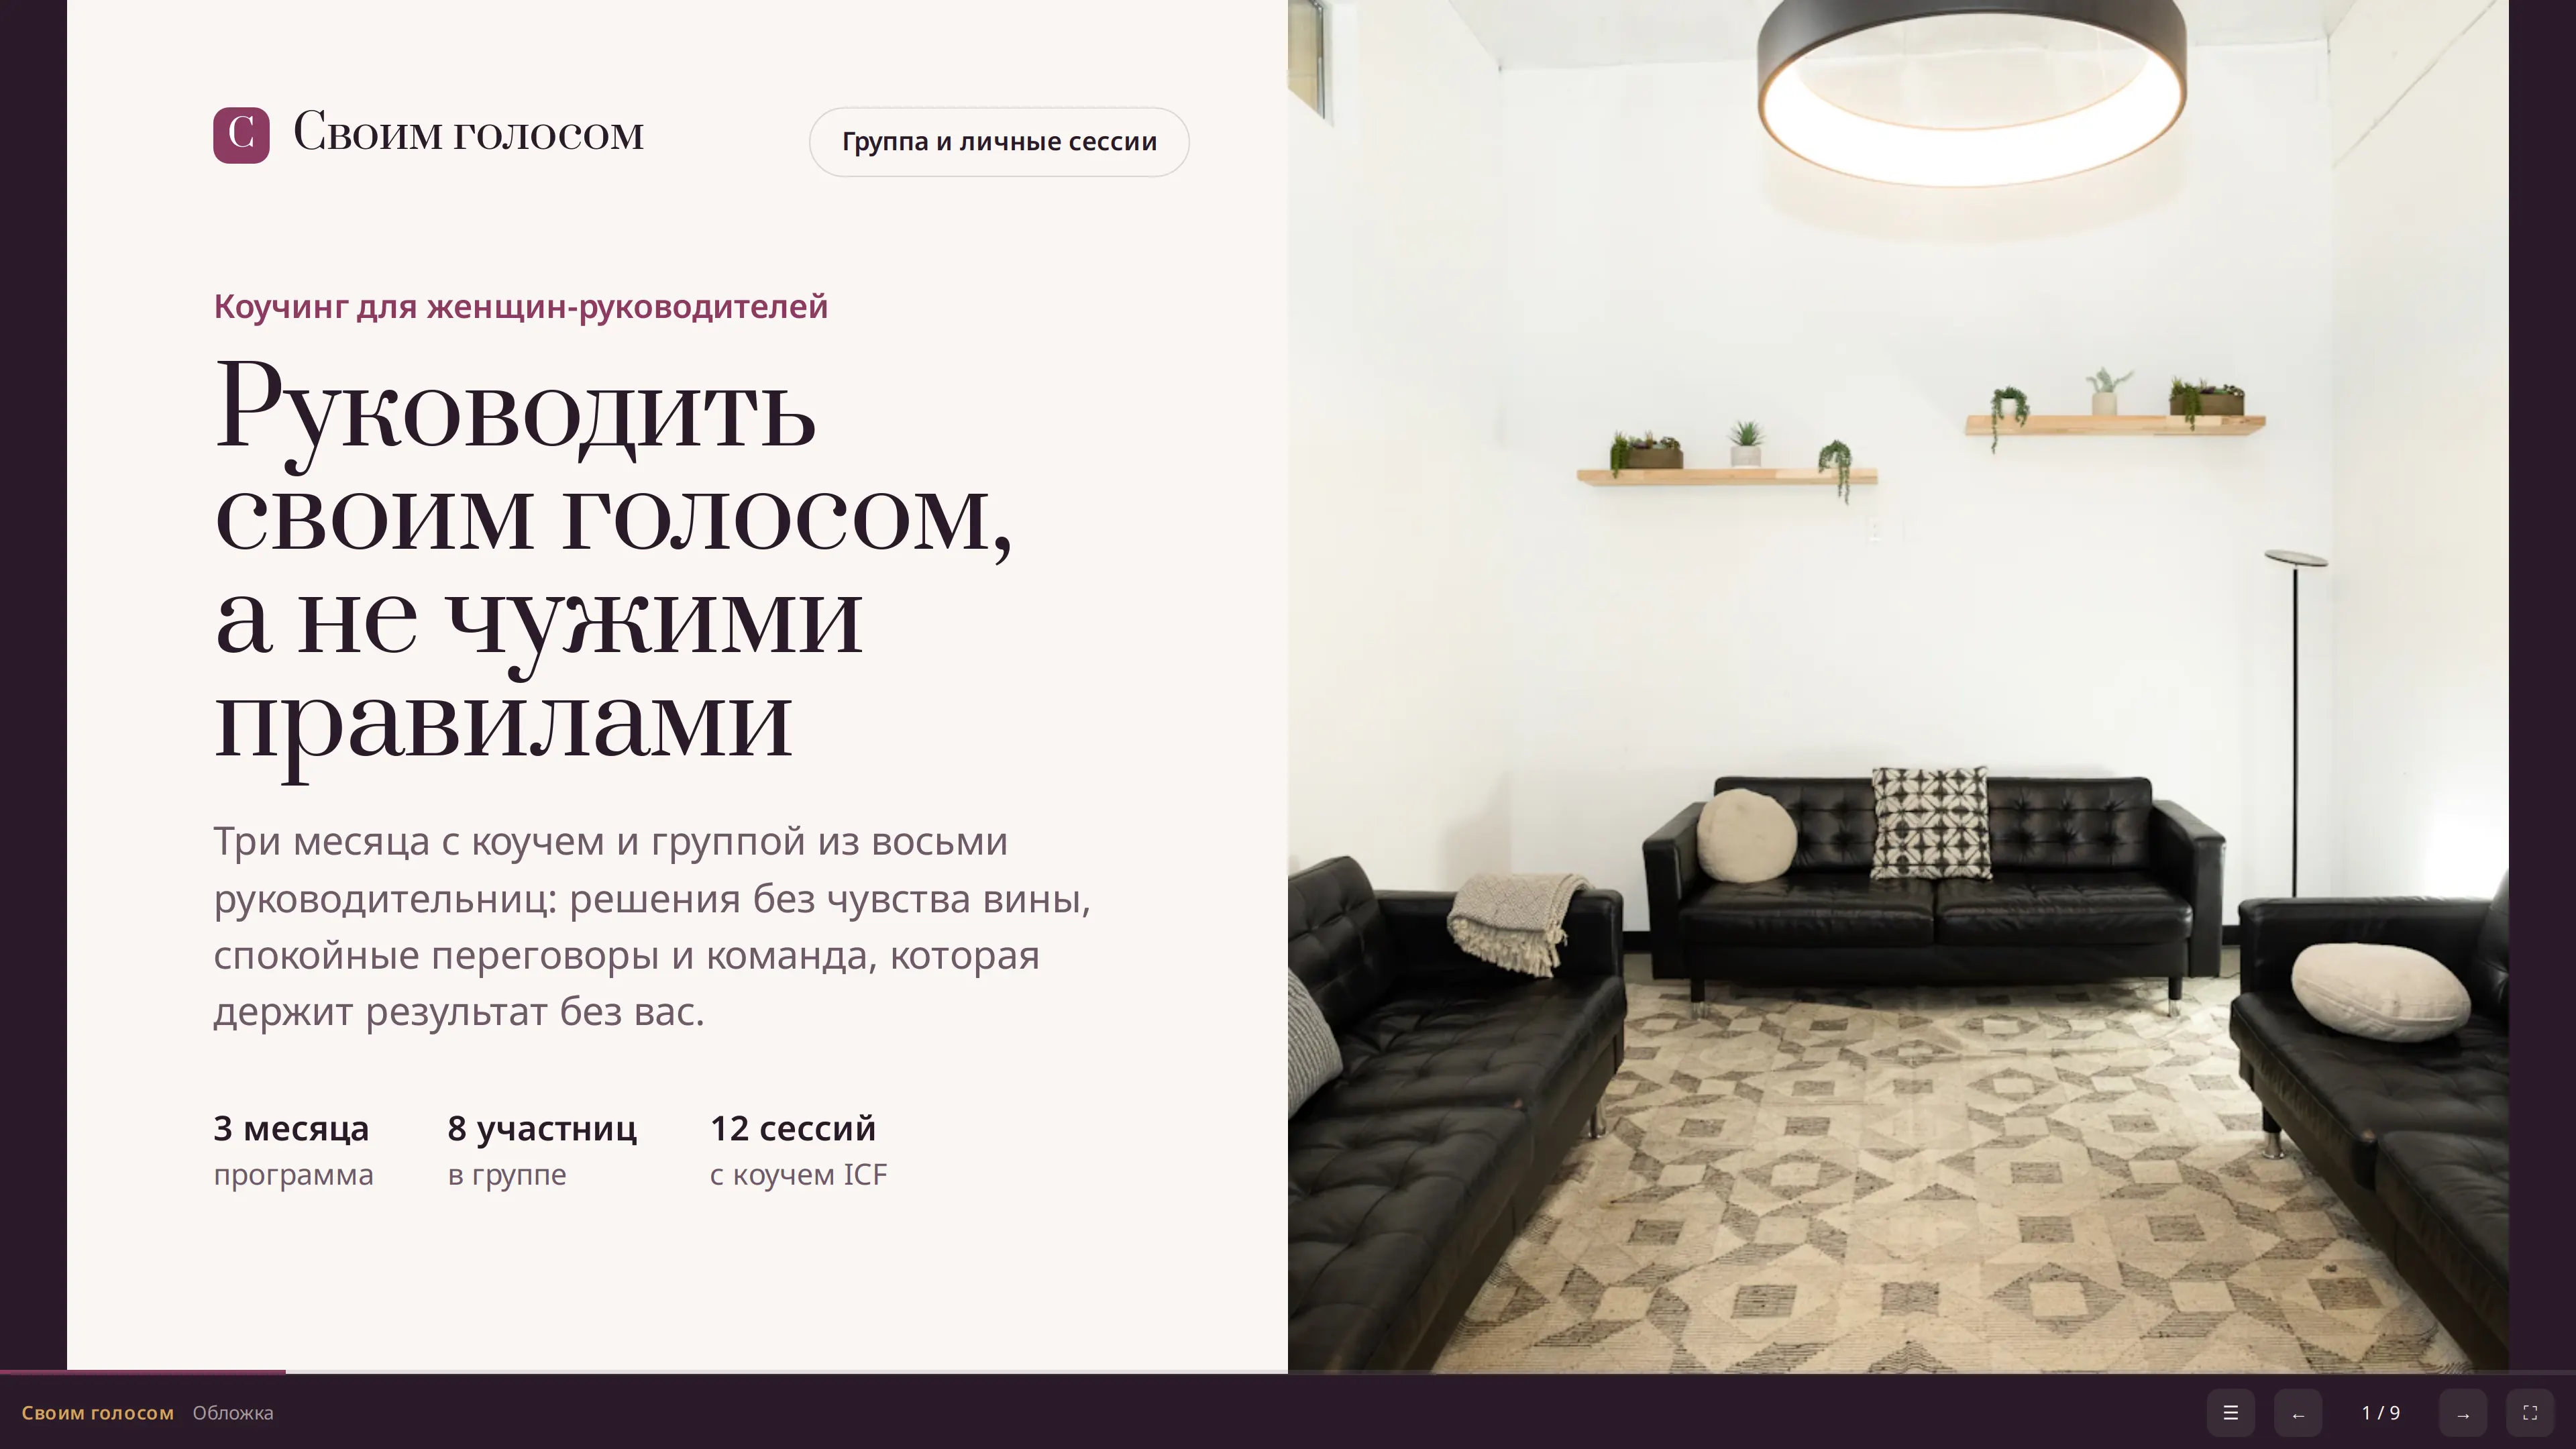 С Своим голосом
Группа и личные сессии
Коучинг для женщин-руководителей
Руководить
своим голосом,
а не чужими
правилами
Три месяца с коучем и группой из восьми
руководительниц: решения без чувства вины,
спокойные переговоры и команда, которая
держит результат без вас.
3 месяца
программа
8 участниц
в группе
12 сессий
с коучем ICF
Своим голосом Обложка
1 / 9